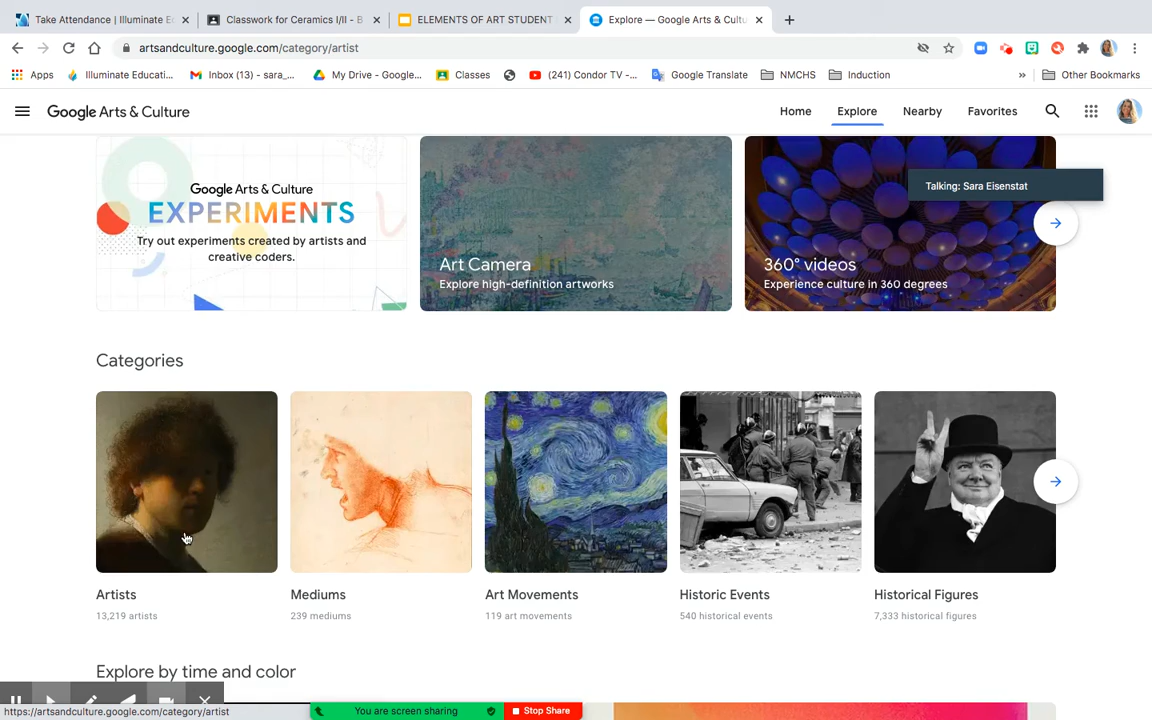 Take Attendance | Illuminate E
Classwork for Ceramics I/II - B
ELEMENTS OF ART STUDENT
Explore — Google Arts & Cultu
artsandculture.google.com/category/artist
Apps
Illuminate Educati...
Inbox (13) - sara_...
My Drive - Google...
Classes
(241) Condor TV -...
Google Translate
NMCHS
Induction
»
Other Bookmarks
Google Arts & Culture
Home
Explore
Nearby
Favorites
Google Arts & Culture
EXPERIMENTS
Try out experiments created by artists and
creative coders.
Art Camera
Explore high-definition artworks
360° videos
Experience culture in 360 degrees
Talking: Sara Eisenstat
Categories
Artists
13,219 artists
Mediums
239 mediums
Art Movements
119 art movements
Historic Events
540 historical events
Historical Figures
7,333 historical figures
Explore by time and color
https://artsandculture.google.com/category/artist
You are screen sharing
Stop Share